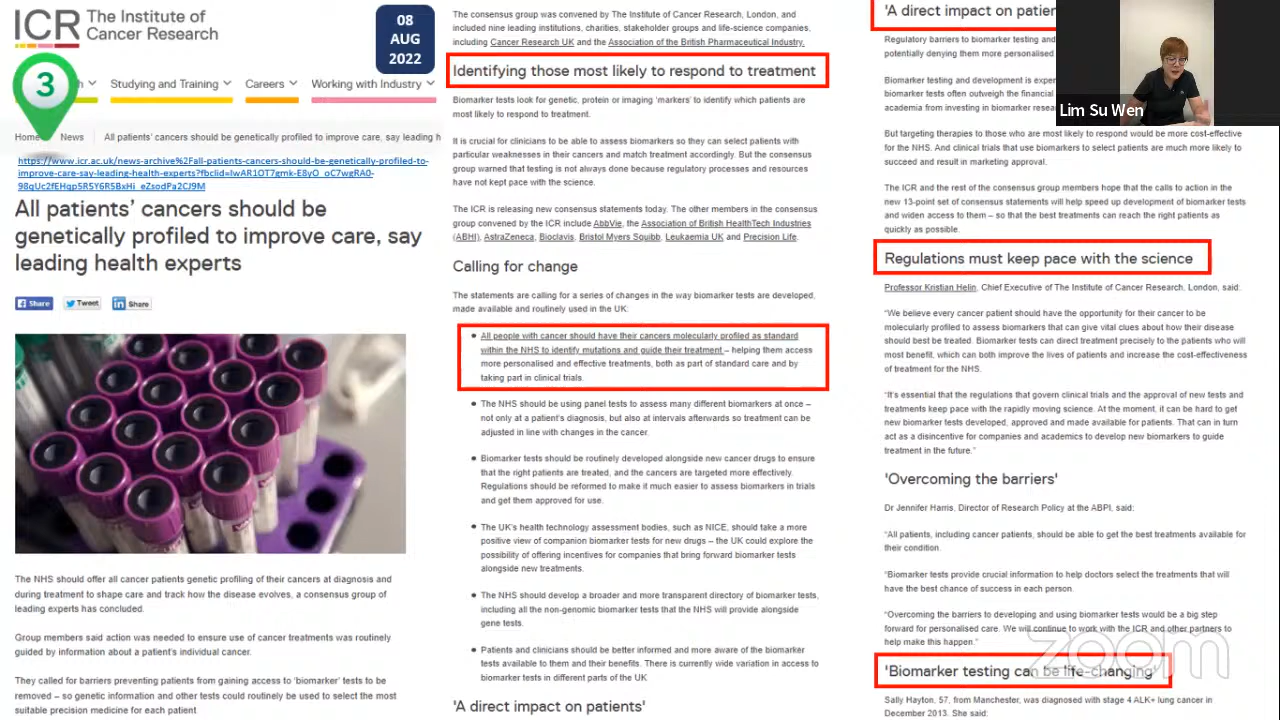 ICR The Institute of
Cancer Research
08
AUG
2022
3
Studying and Training
Careers
Working with Industry
News
All patients' cancers should be genetically profiled to improve care, say leading h
https://www.icr.ac.uk/news-archive%2Fall-patients-cancers-should-be-genetically-profiled-to-
improve-care-say-leading-health-experts?fbclid=
All patients' cancers should be
genetically profiled to improve care, say
leading health experts
Share
Tweet
Share
The NHS should offer all cancer patients genetic profiling of their cancers at diagnosis and
during treatment to shape care and track how the disease evolves, a consensus group of
leading experts has concluded.
Group members said action was needed to ensure use of cancer treatments was routinely
guided by information about a patient's individual cancer.
They called for barriers preventing patients from gaining access to 'biomarker' tests to be
removed – so genetic information and other tests could routinely be used to select the most
suitable precision medicine for each patient
The consensus group was convened by The Institute of Cancer Research, London, and
included nine leading institutions, charities, stakeholder groups and life-science companies,
including Cancer Research UK and the Association of the British Pharmaceutical Industry.
Identifying those most likely to respond to treatment
Biomarker tests look for genetic, protein or imaging 'markers' to identify which patients are
most likely to respond to treatment.
It is crucial for clinicians to be able to assess biomarkers so they can select patients with
particular weaknesses in their cancers and match treatment accordingly. But the consensus
group warned that testing is not always done because regulatory processes and resources
have not kept pace with the science.
The ICR is releasing new consensus statements today. The other members in the consensus
group convened by the ICR include AbbVie, the Association of British HealthTech Industries
(ABHI), AstraZeneca, Bioclavis, Bristol Myers Squibb, Leukaemia UK and Precision Life.
Calling for change
The statements are calling for a series of changes in the way biomarker tests are developed,
made available and routinely used in the UK:
• All people with cancer should have their cancers molecularly profiled as standard
within the NHS to identify mutations and guide their treatment – helping them access
more personalised and effective treatments, both as part of standard care and by
taking part in clinical trials.
• The NHS should be using panel tests to assess many different biomarkers at once –
not only at a patient's diagnosis, but also at intervals afterwards so treatment can be
adjusted in line with changes in the cancer.
• Biomarker tests should be routinely developed alongside new cancer drugs to ensure
that the right patients are treated, and the cancers are targeted more effectively.
Regulations should be reformed to make it much easier to assess biomarkers in trials
and get them approved for use.
• The UK's health technology assessment bodies, such as NICE, should take a more
positive view of companion biomarker tests for new drugs – the UK could explore the
possibility of offering incentives for companies that bring forward biomarker tests
alongside new treatments.
• The NHS should develop a broader and more transparent directory of biomarker tests,
including all the non-genomic biomarker tests that the NHS will provide alongside
gene tests.
• Patients and clinicians should be better informed and more aware of the biomarker
tests available to them and their benefits. There is currently wide variation in access to
biomarker tests in different parts of the UK
'A direct impact on patients'
'A direct impact on patien
Regulatory barriers to biomarker testing and
potentially denying them more personalised
Biomarker testing and development is exper
biomarker tests often outweigh the financial
academia from investing in biomarker resea
But targeting therapies to those who are most likely to respond would be more cost-effective
for the NHS. And clinical trials that use biomarkers to select patients are much more likely to
succeed and result in marketing approval.
The ICR and the rest of the consensus group members hope that the calls to action in the
new 13-point set of consensus statements will help speed up development of biomarker tests
and widen access to them – so that the best treatments can reach the right patients as
quickly as possible.
Regulations must keep pace with the science
Professor Kristian Helin, Chief Executive of The Institute of Cancer Research, London, said:
"We believe every cancer patient should have the opportunity for their cancer to be
molecularly profiled to assess biomarkers that can give vital clues about how their disease
should best be treated. Biomarkers can direct treatment precisely to the patients who will
most benefit, which can both improve the lives of patients and increase the cost-effectiveness
of treatment for the NHS.
"It's essential that the regulations that govern clinical trials and the approval of new tests and
treatments keep pace with the rapidly moving science. At the moment, it can be hard to get
new biomarker tests developed, approved and made available for patients. That can in turn
act as a disincentive for companies and academics to develop new biomarkers to guide
treatment in the future."
'Overcoming the barriers'
Dr Jennifer Harris, Director of Research Policy at the ABPI, said:
"All patients, including cancer patients, should be able to get the best treatments available for
their condition.
"Biomarker tests provide crucial information to help doctors select the treatments that will
have the best chance of success in each person.
"Overcoming the barriers to developing and using biomarker tests would be a big step
forward for personalised care. We will continue to work with the ICR and other partners to
help make this happen."
'Biomarker testing can be life-changing'
Sally Hayton, 57, from Manchester, was diagnosed with stage 4 ALK+ lung cancer in
December 2013. She said:
Lim Su Wen
zoom